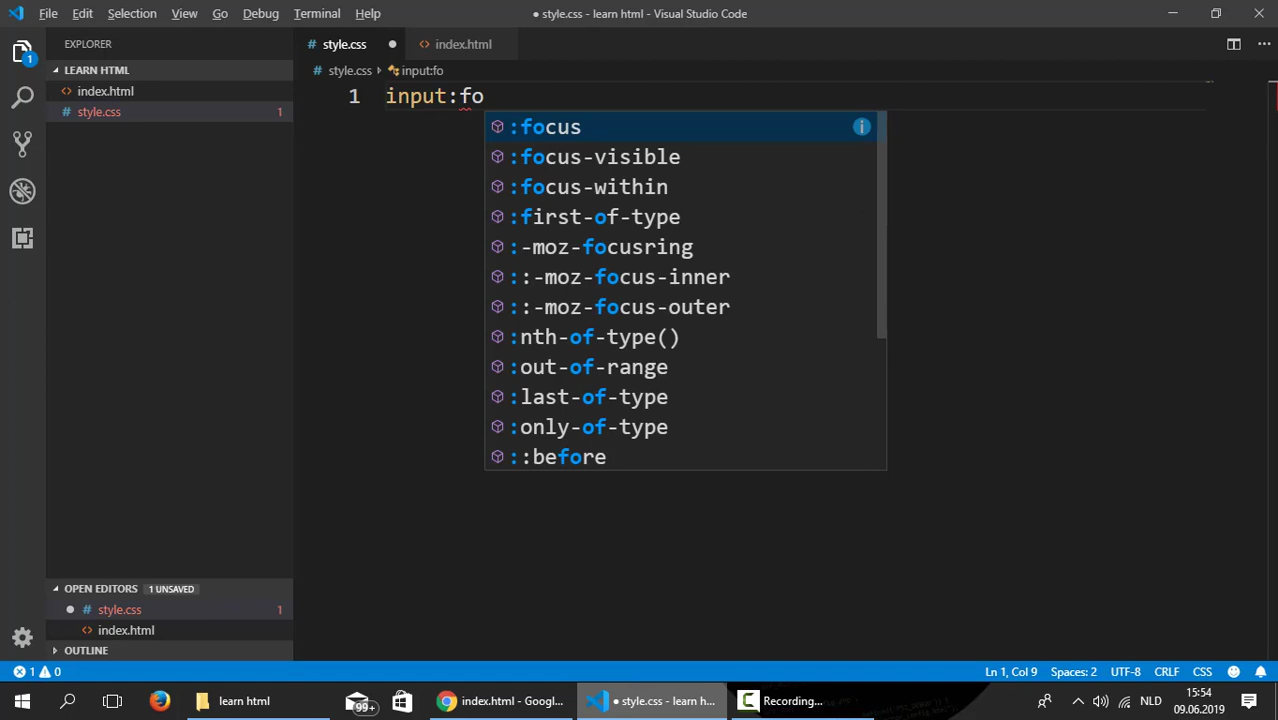 File Edit Selection View Go Debug Terminal Help ● style.css - learn html - Visual Studio Code
EXPLORER
# style.css ●
<> index.html
LEARN HTML
<> index.html
# style.css 1
1
# style.css input:fo
1 input:fo
:focus
:focus-visible
:focus-within
:first-of-type
:-moz-focusring
::-moz-focus-inner
::-moz-focus-outer
:nth-of-type()
:out-of-range
:last-of-type
:only-of-type
::before
OPEN EDITORS 1 UNSAVED
● # style.css 1
<> index.html
OUTLINE
1 0 Ln 1, Col 9 Spaces: 2 UTF-8 CRLF CSS
learn html 99+ index.html - Googl... ● style.css - learn h... Recording... NLD 15:54
09.06.2019